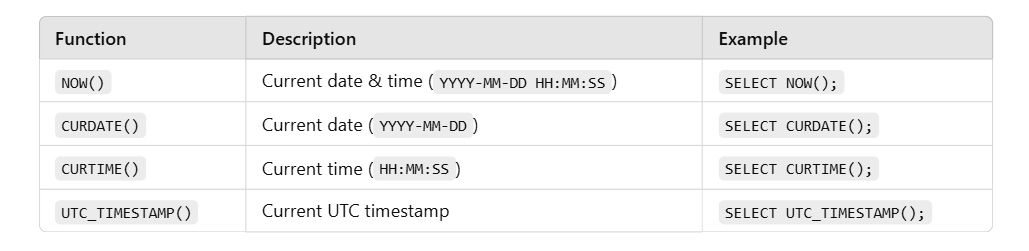 Function Description Example
NOW() Current date & time ( YYYY-MM-DD HH:MM:SS ) SELECT NOW();
CURDATE() Current date ( YYYY-MM-DD ) SELECT CURDATE();
CURTIME() Current time ( HH:MM:SS ) SELECT CURTIME();
UTC_TIMESTAMP() Current UTC timestamp SELECT UTC_TIMESTAMP();